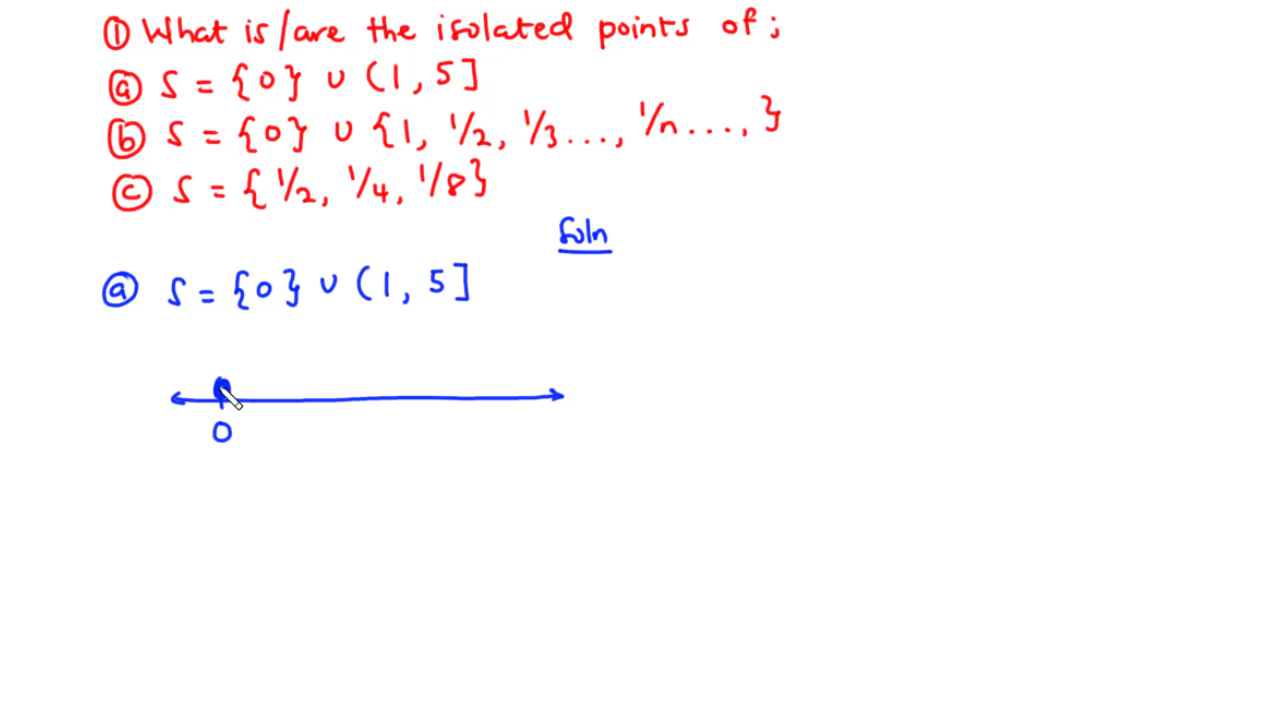 ① What is/are the isolated points of;
ⓐ S = {0} ∪ (1, 5]
ⓑ S = {0} ∪ {1, 1/2, 1/3..., 1/n..., }
ⓒ S = {1/2, 1/4, 1/8}
Soln
ⓐ S = {0} ∪ (1, 5]
0